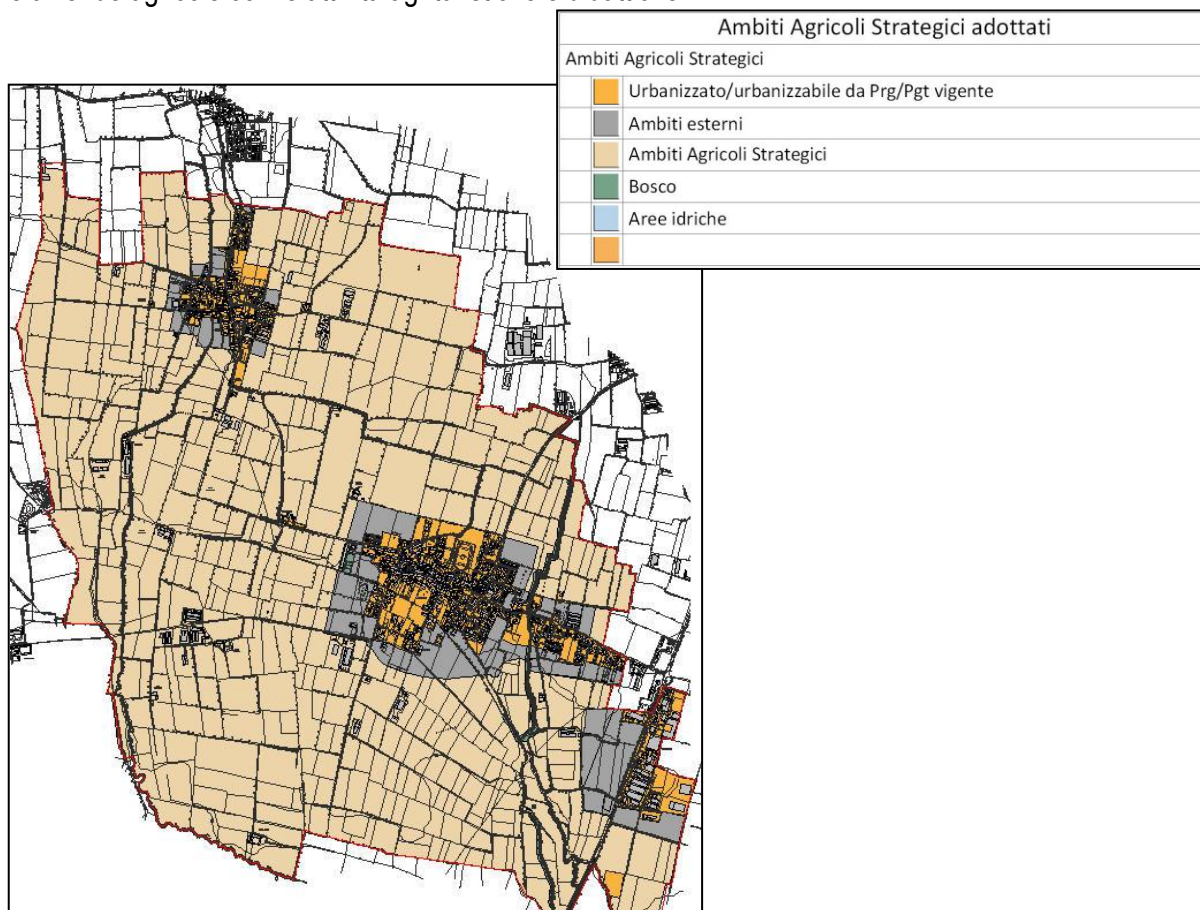 Ambiti Agricoli Strategici adottati
Ambiti Agricoli Strategici
Urbanizzato/urbanizzabile da Prg/Pgt vigente
Ambiti esterni
Ambiti Agricoli Strategici
Bosco
Aree idriche